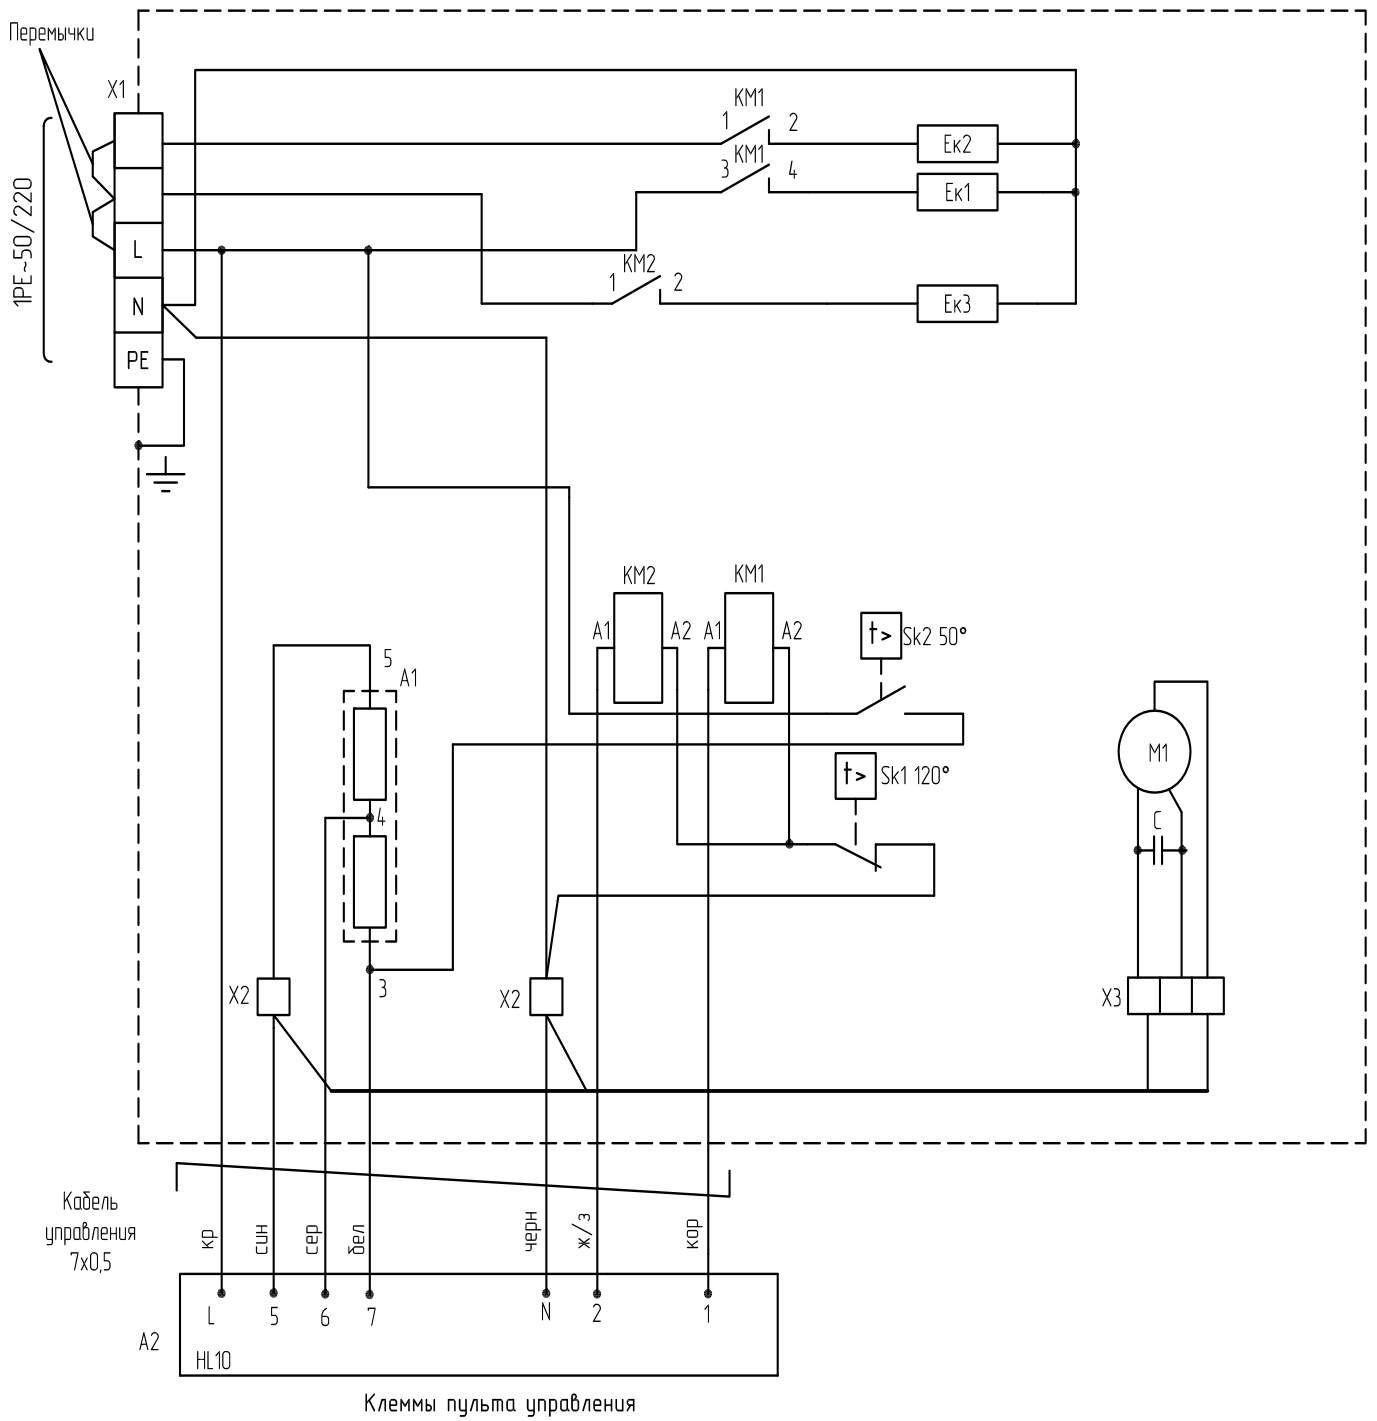 Перемычки
X1
1PE~50/220
L
N
PE
KM1
1
2
Ек2
KM1
3
4
Ек1
KM2
1
2
Ек3
KM2
KM1
A1
A2
A1
A2
t>
Sk2 50°
5
A1
M1
t>
Sk1 120°
4
C
3
X2
X2
X3
Кабель
управления
7x0,5
кр
син
сер
бел
черн
ж/з
кор
L
5
6
7
N
2
1
A2
HL10
Клеммы пульта управления